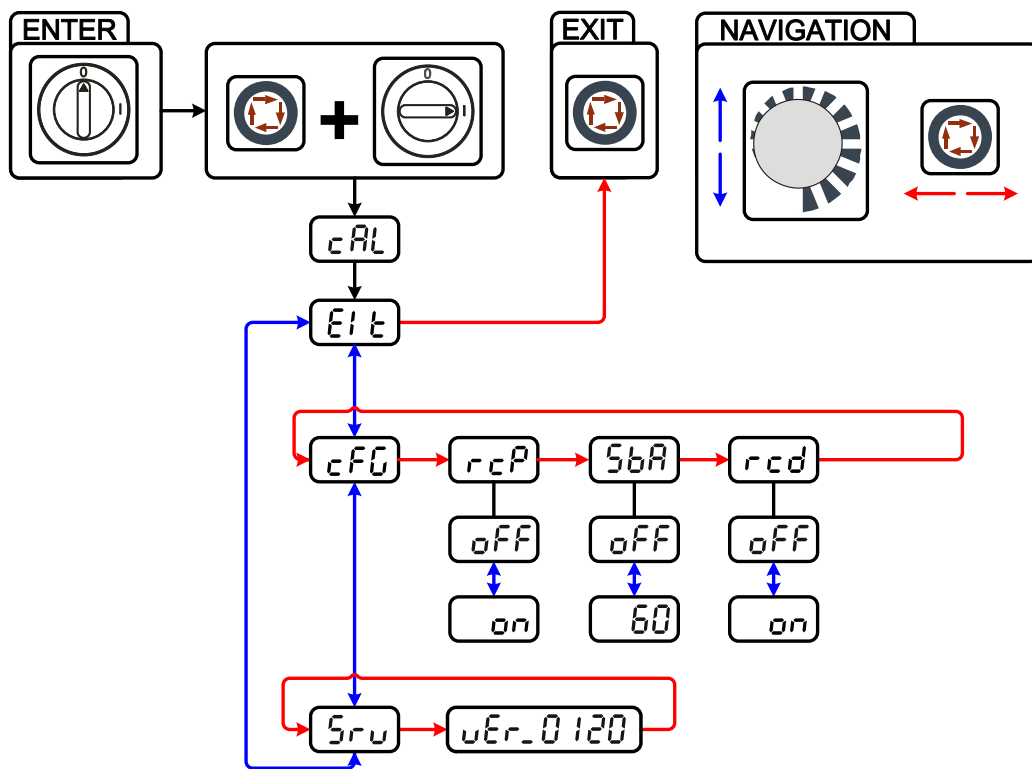 ENTER
EXIT
NAVIGATION
0
I
0
I
cAL
EIt
cFG
rcP
SbA
rcd
oFF
oFF
oFF
on
60
on
Srv
vEr_0120